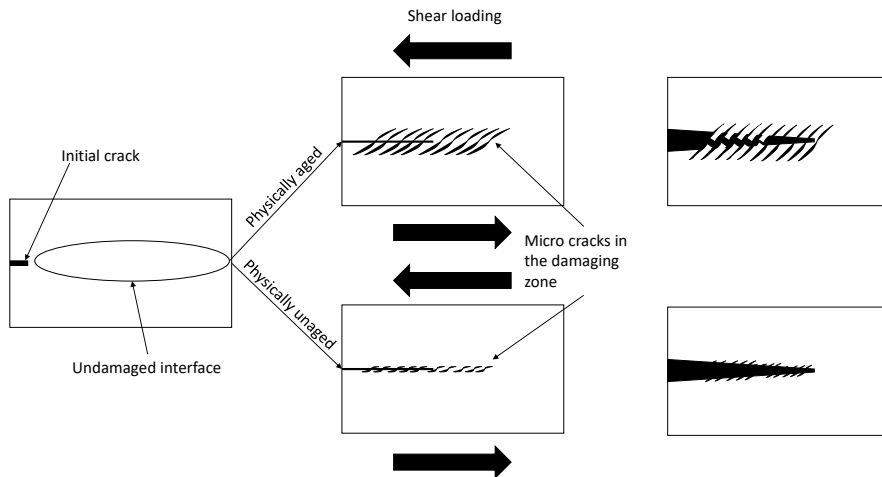 Shear loading
Initial crack
Physically aged
Micro cracks in
the damaging
zone
Physically unaged
Undamaged interface